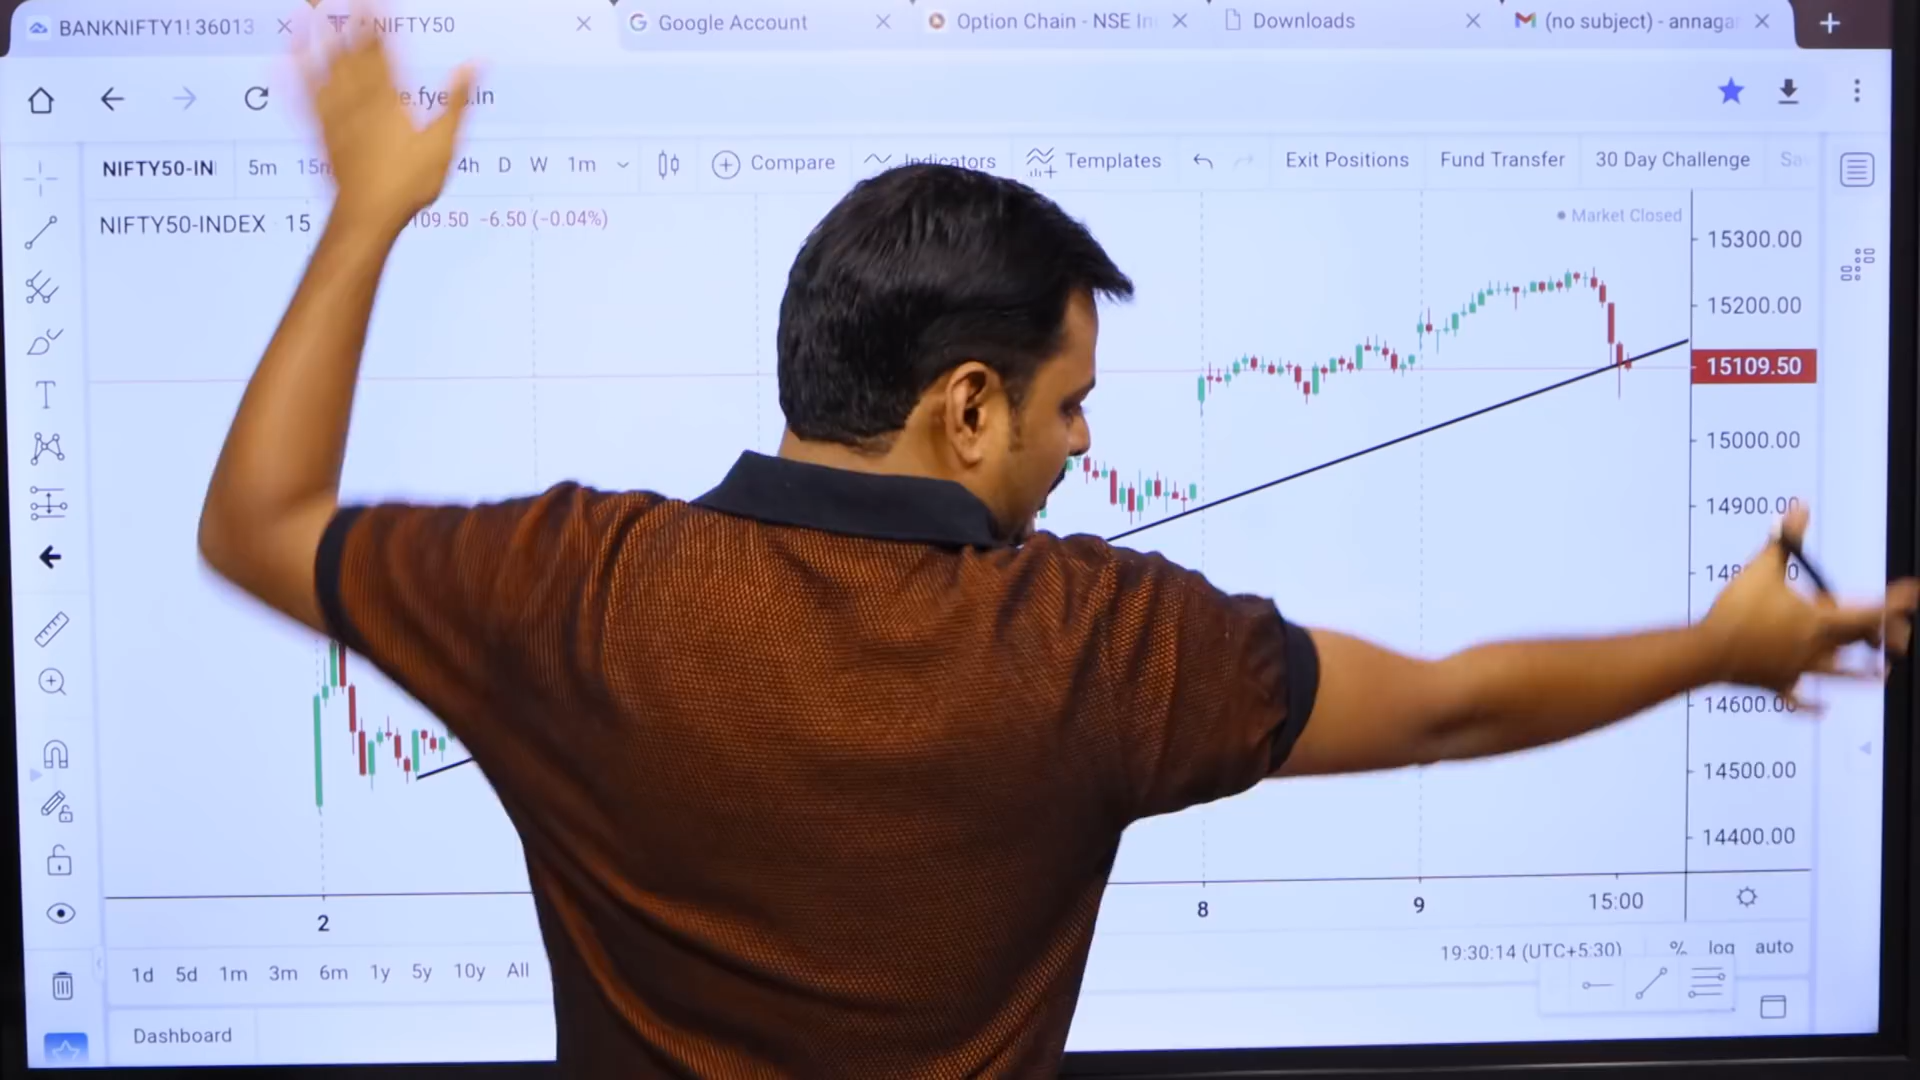 BANKNIFTY1! 36013
NIFTY50
Google Account
Option Chain - NSE In
Downloads
(no subject) - annaga
.in
NIFTY50-IN
5m
4h
D
W
1m
Compare
Indicators
Templates
Exit Positions
Fund Transfer
30 Day Challenge
NIFTY50-INDEX 15
109.50 −6.50 (−0.04%)
Market Closed
15300.00
15200.00
15109.50
15000.00
14900.00
14600.00
14500.00
14400.00
2
8
9
15:00
1d
5d
1m
3m
6m
1y
5y
10y
All
19:30:14 (UTC+5:30)
%
log
auto
Dashboard